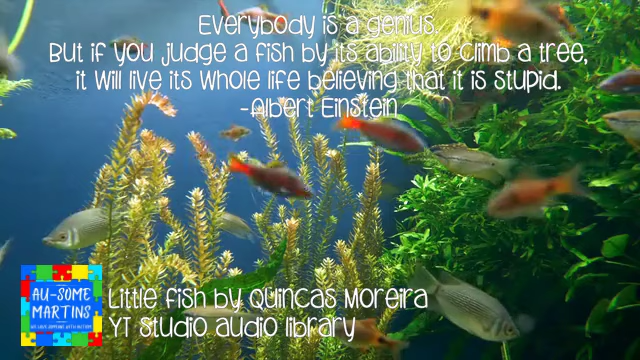 Everybody is a genius.
But if you judge a fish by its ability to climb a tree,
it will live its whole life believing that it is stupid.
-Albert Einstein
AU-SOME
MARTINS
Little fish by Quincas Moreira
YT Studio audio library